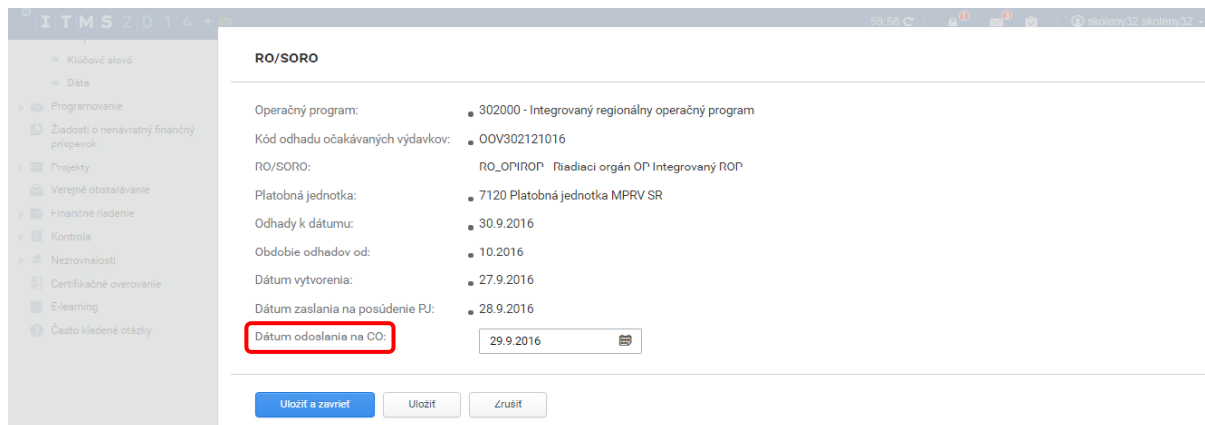 ITMS2014+
59:58
1
3
skoleny32 skoleny32
Kľúčové slová
Dáta
Programovanie
Žiadosti o nenávratný finančný
príspevok
Projekty
Verejné obstarávanie
Finančné riadenie
Kontrola
Nezrovnalosti
Certifikačné overovanie
E-learning
Často kladené otázky
RO/SORO
Operačný program: 302000 - Integrovaný regionálny operačný program
Kód odhadu očakávaných výdavkov: OOV302121016
RO/SORO: RO_OPIROP Riadiaci orgán OP Integrovaný ROP
Platobná jednotka: 7120 Platobná jednotka MPRV SR
Odhady k dátumu: 30.9.2016
Obdobie odhadov od: 10.2016
Dátum vytvorenia: 27.9.2016
Dátum zaslania na posúdenie PJ: 28.9.2016
Dátum odoslania na CO: 29.9.2016
Uložiť a zavrieť Uložiť Zrušiť